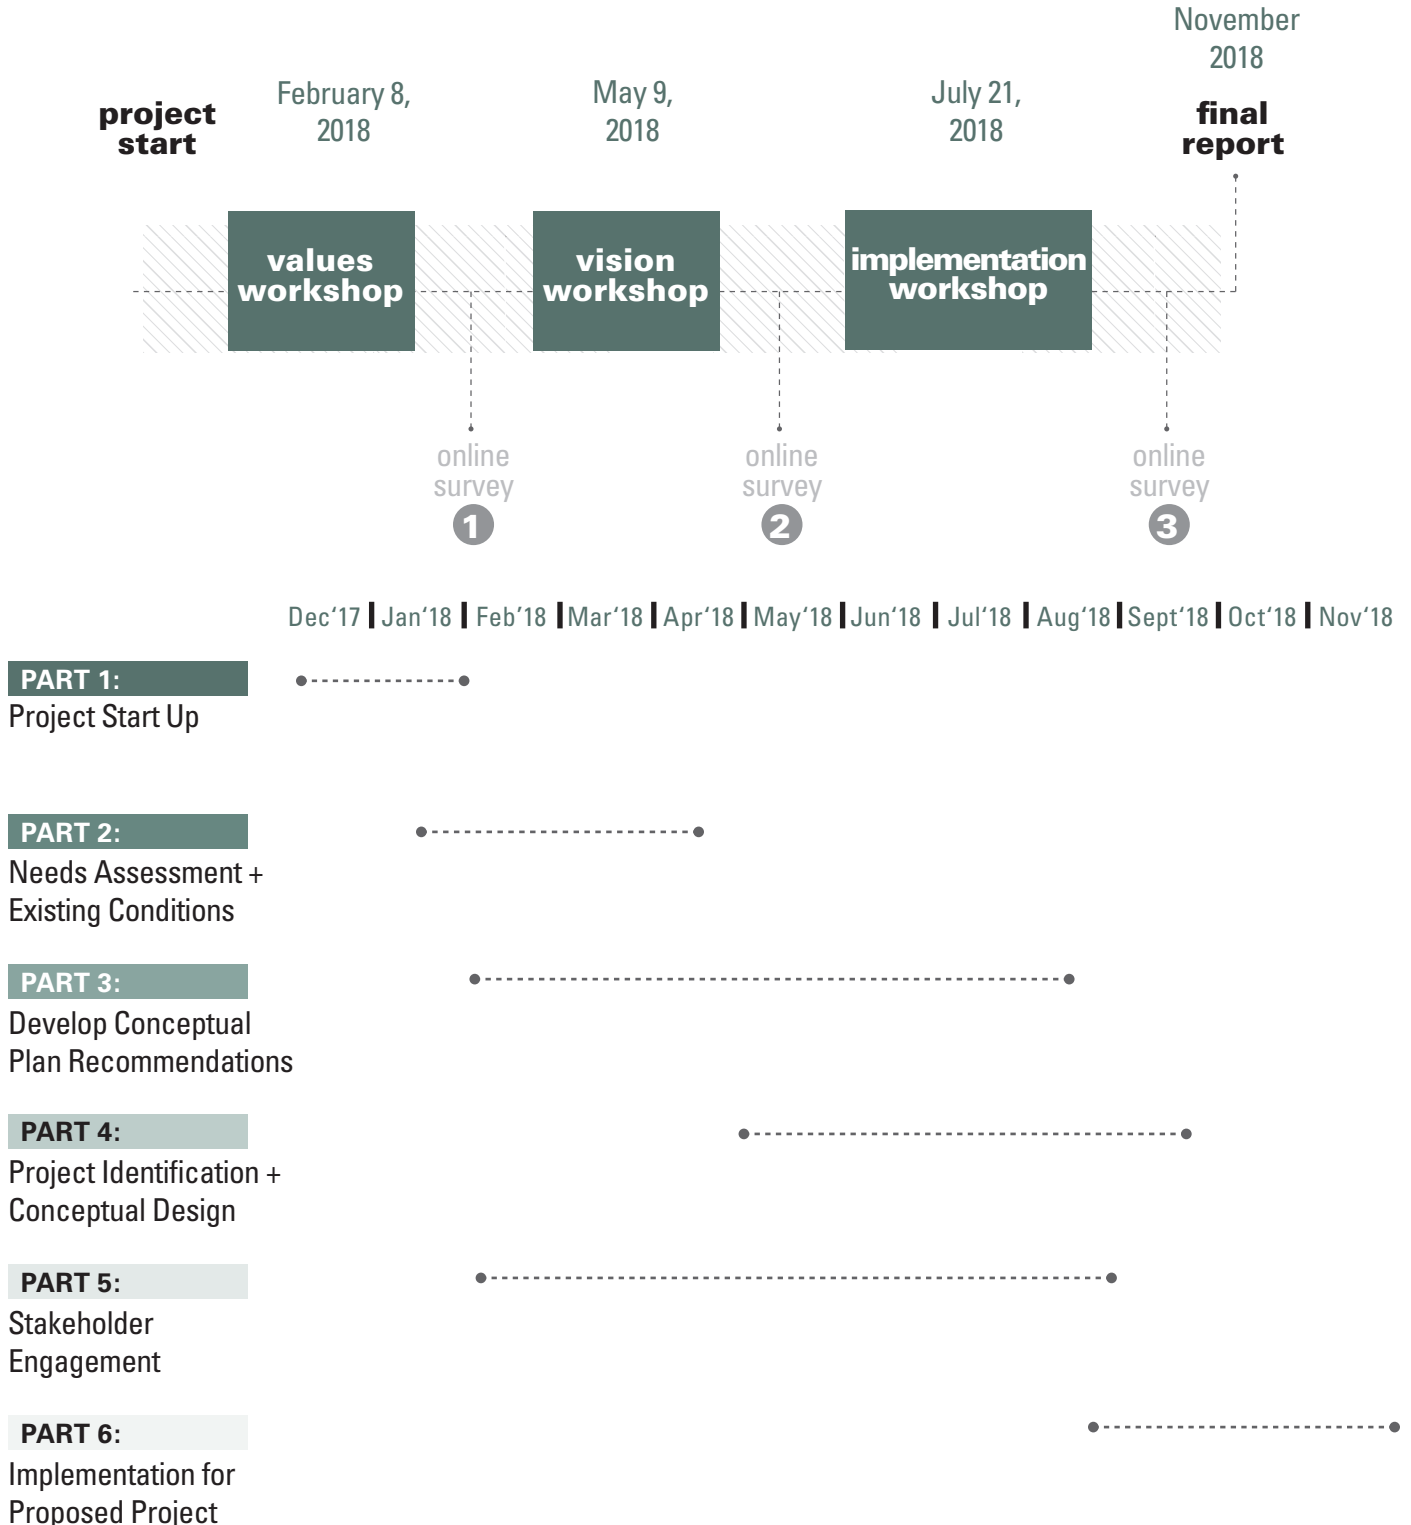 November
2018
February 8,
2018
May 9,
2018
July 21,
2018
project
start
final
report
values
workshop
vision
workshop
implementation
workshop
online
survey
1
online
survey
2
online
survey
3
Dec‘17 Jan‘18 Feb’18 Mar‘18 Apr‘18 May‘18 Jun‘18 Jul‘18 Aug‘18 Sept‘18 Oct‘18 Nov‘18
PART 1:
Project Start Up
PART 2:
Needs Assessment +
Existing Conditions
PART 3:
Develop Conceptual
Plan Recommendations
PART 4:
Project Identification +
Conceptual Design
PART 5:
Stakeholder
Engagement
PART 6:
Implementation for
Proposed Project